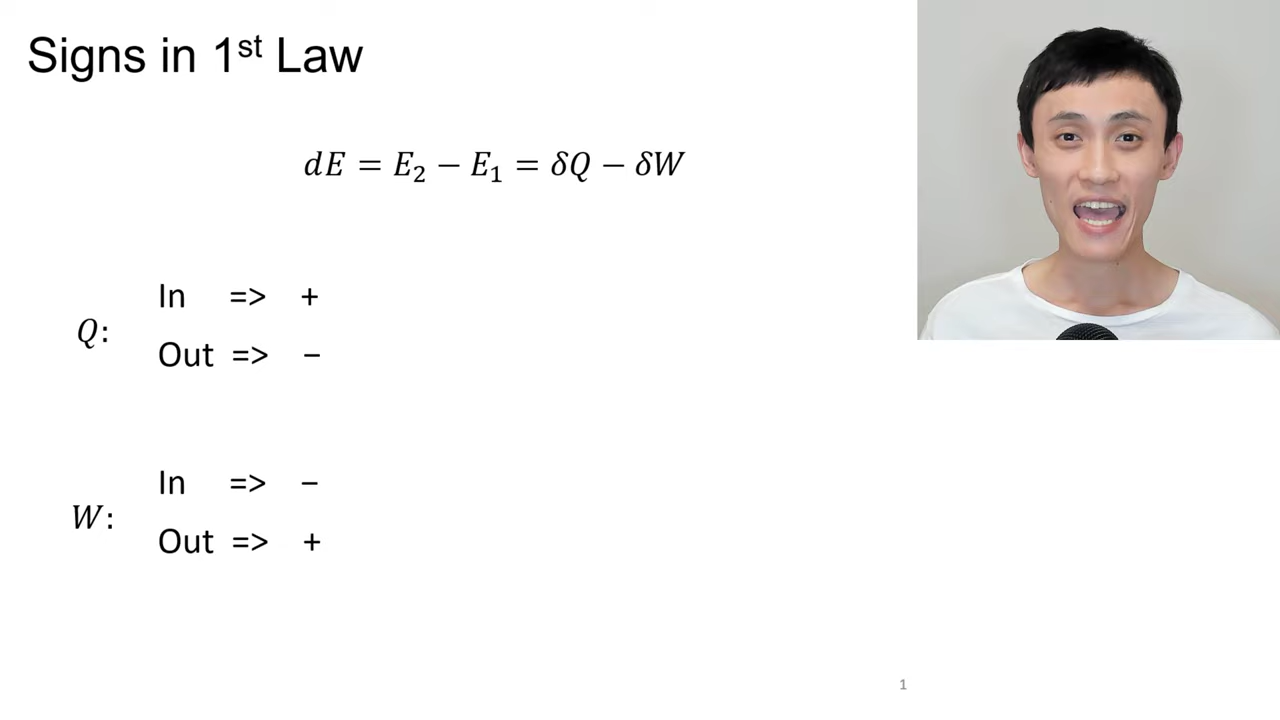 Signs in 1st Law
dE = E₂ − E₁ = δQ − δW
In => +
Q:
Out => −
In => −
W:
Out => +
1